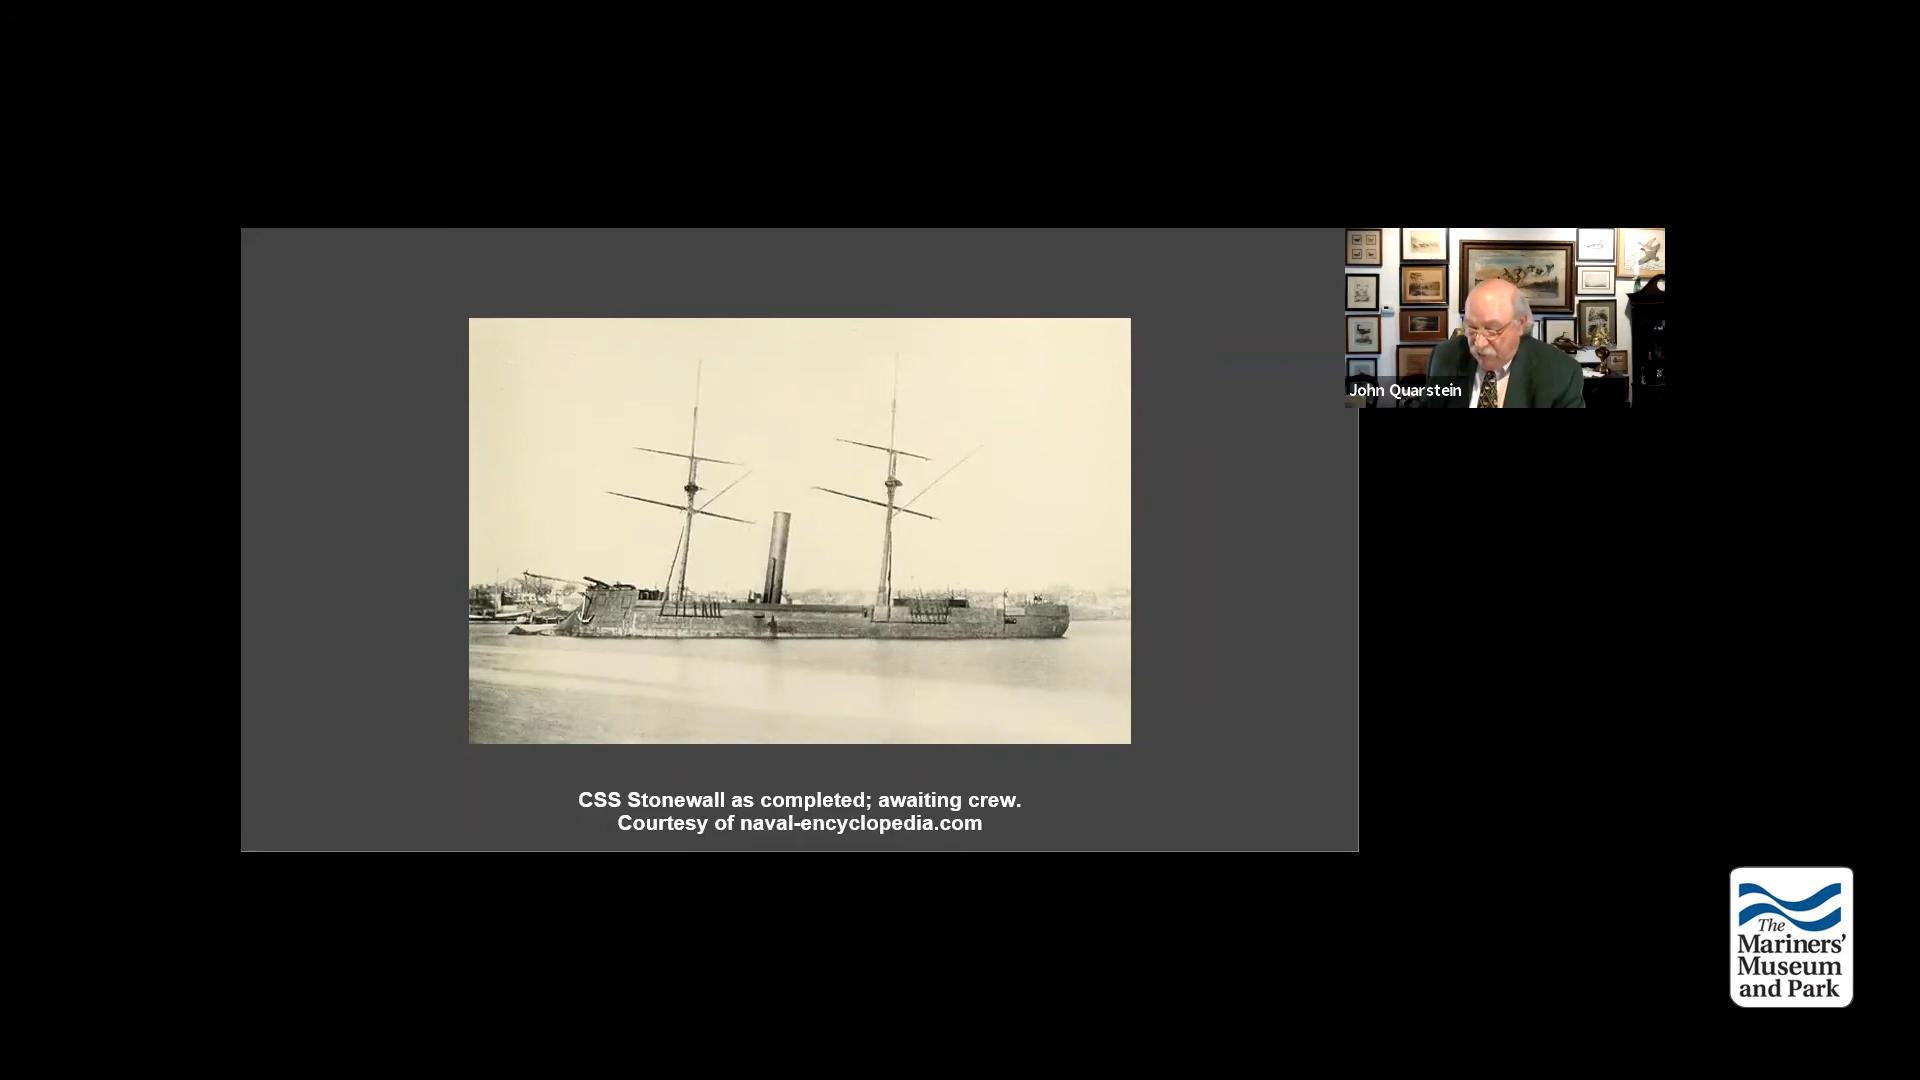 John Quarstein
CSS Stonewall as completed; awaiting crew.
Courtesy of naval-encyclopedia.com
The
Mariners'
Museum
and Park